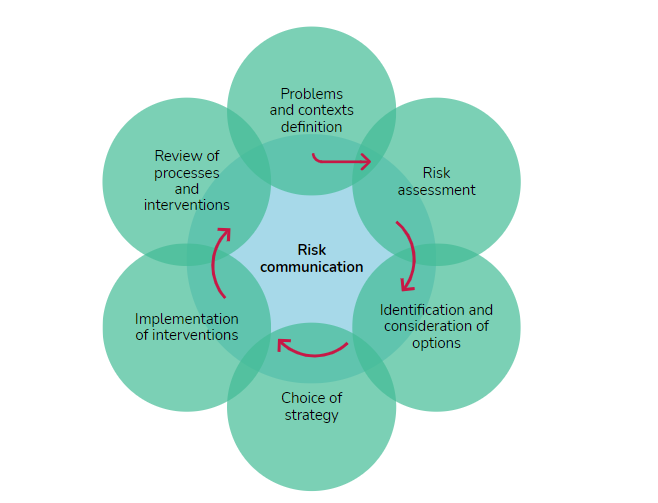 Problems
and contexts
definition
Risk
assessment
Identification and
consideration of
options
Choice of
strategy
Implementation
of interventions
Review of
processes
and
interventions
Risk
communication